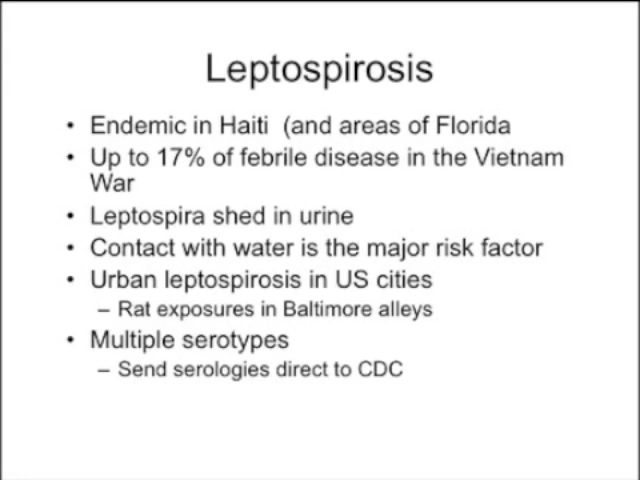 Leptospirosis
• Endemic in Haiti (and areas of Florida
• Up to 17% of febrile disease in the Vietnam
War
• Leptospira shed in urine
• Contact with water is the major risk factor
• Urban leptospirosis in US cities
– Rat exposures in Baltimore alleys
• Multiple serotypes
– Send serologies direct to CDC